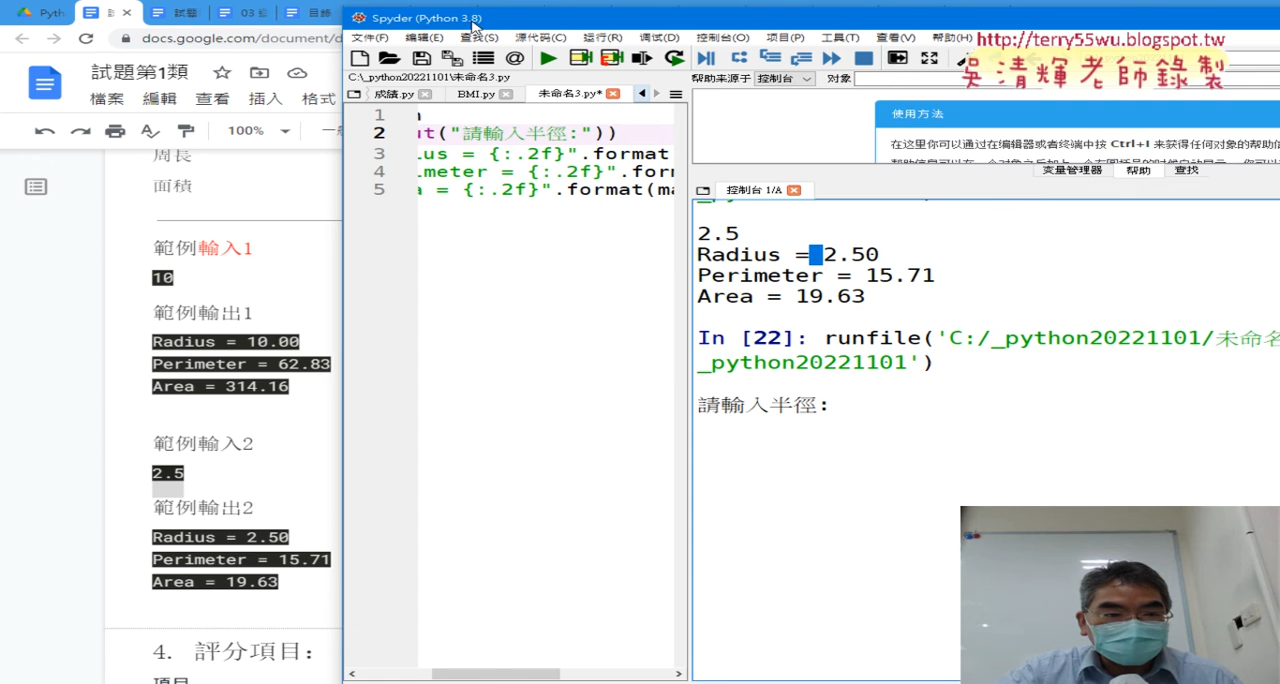 Pyth
試題
03
目錄
docs.google.com/document/d
試題第1類
檔案 編輯 查看 插入 格式
100%
周長
面積
範例輸入1
10
範例輸出1
Radius = 10.00
Perimeter = 62.83
Area = 314.16
範例輸入2
2.5
範例輸出2
Radius = 2.50
Perimeter = 15.71
Area = 19.63
4. 評分項目:
項目
Spyder (Python 3.8)
文件(F) 编辑(E) 查找(S) 源代码(C) 运行(R) 调试(D) 控制台(O) 项目(P) 工具(T) 查看(V) 帮助(H)
C:\_python20221101\未命名3.py
成績.py BMI.py 未命名3.py*
1
2 ut("請輸入半徑:"))
3 ius = {:.2f}".format
4 imeter = {:.2f}".for
5 a = {:.2f}".format(ma
帮助来源于 控制台 对象
使用方法
在这里你可以通过在编辑器或者终端中按 Ctrl+I 来获得任何对象的帮助信
变量管理器 帮助 查找
控制台 1/A
2.5
Radius = 2.50
Perimeter = 15.71
Area = 19.63
In [22]: runfile('C:/_python20221101/未命名
_python20221101')
請輸入半徑:
http://terry55wu.blogspot.tw
吳清輝老師錄製